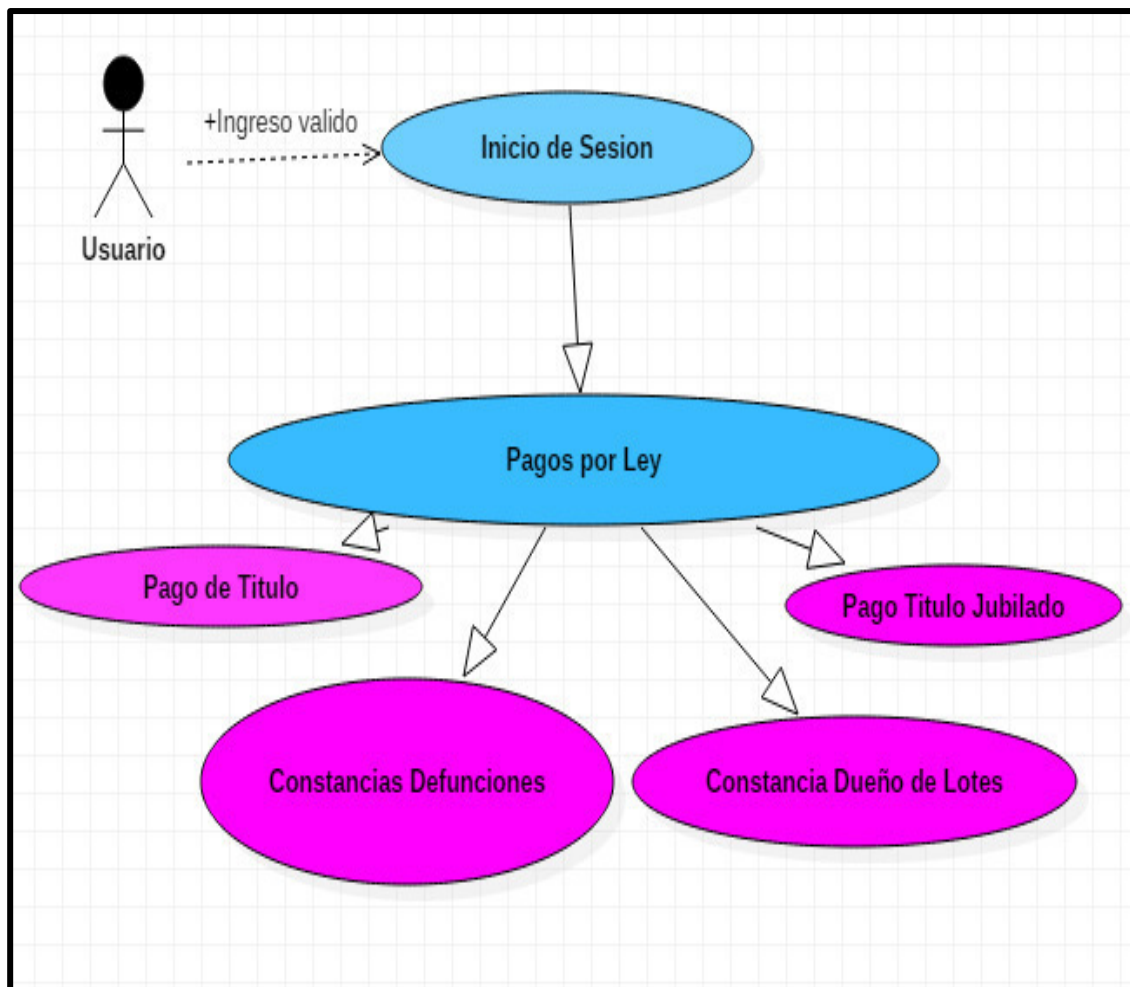 +Ingreso valido
Inicio de Sesion
Usuario
Pagos por Ley
Pago de Titulo
Pago Titulo Jubilado
Constancias Defunciones
Constancia Dueño de Lotes